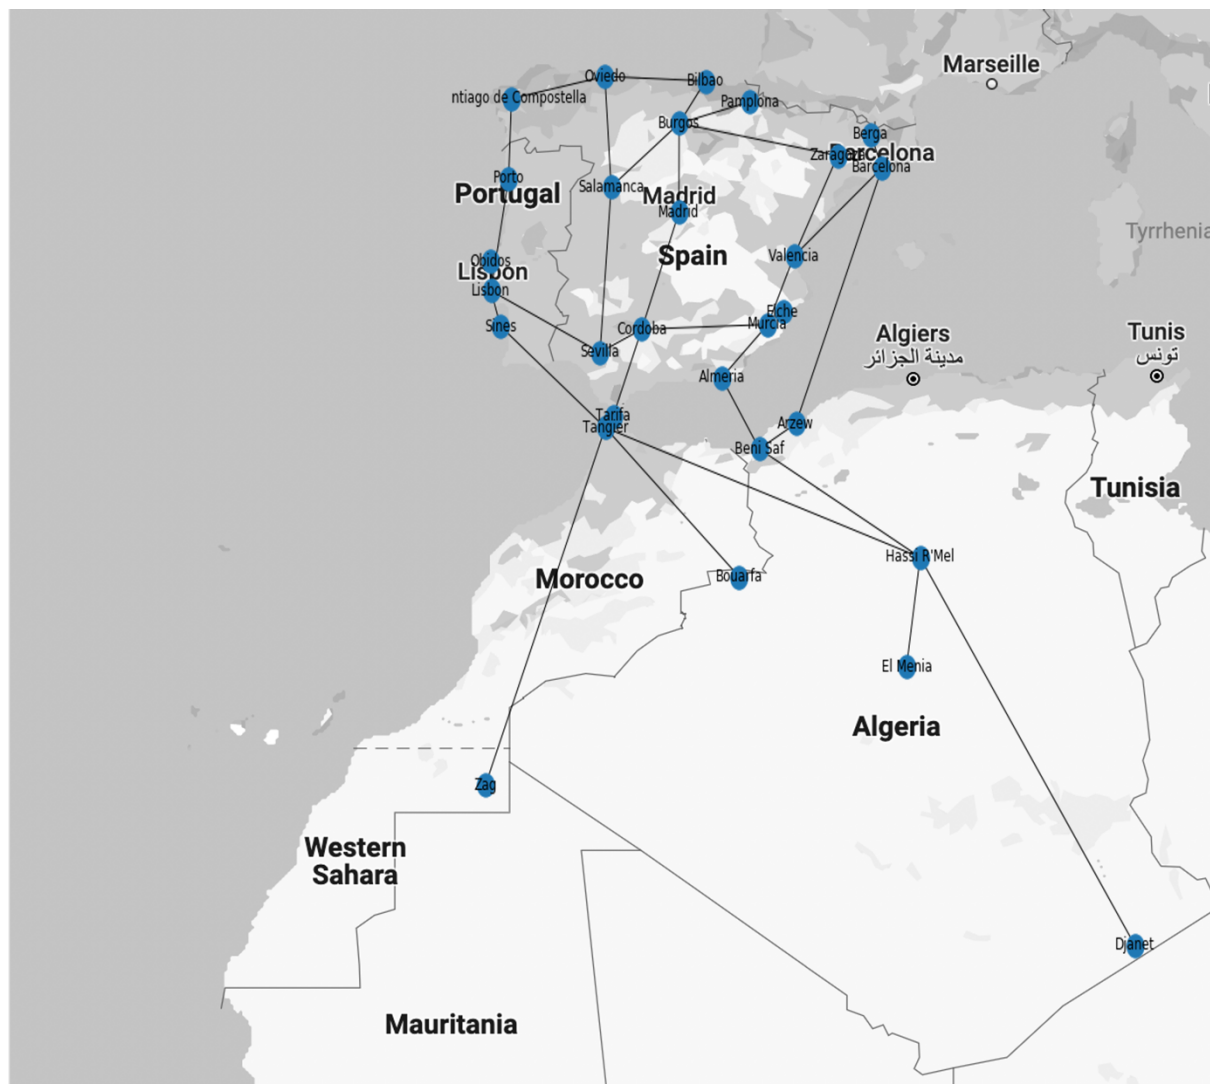 Marseille
Oviedo
Bilbao
ntiago de Compostella
Pamplona
Burgos
Berga
Barcelona
Zaragoza
Barcelona
Porto
Portugal
Salamanca
Madrid
Madrid
Tyrrhenia
Obidos
Lisbon
Lisbon
Spain
Valencia
Sines
Elche
Murcia
Cordoba
Sevilla
Algiers
مدينة الجزائر
Tunis
تونس
Almeria
Tarifa
Tangier
Arzew
Beni Saf
Tunisia
Hassi R'Mel
Morocco
Bouarfa
El Menia
Algeria
Zag
Western
Sahara
Djanet
Mauritania